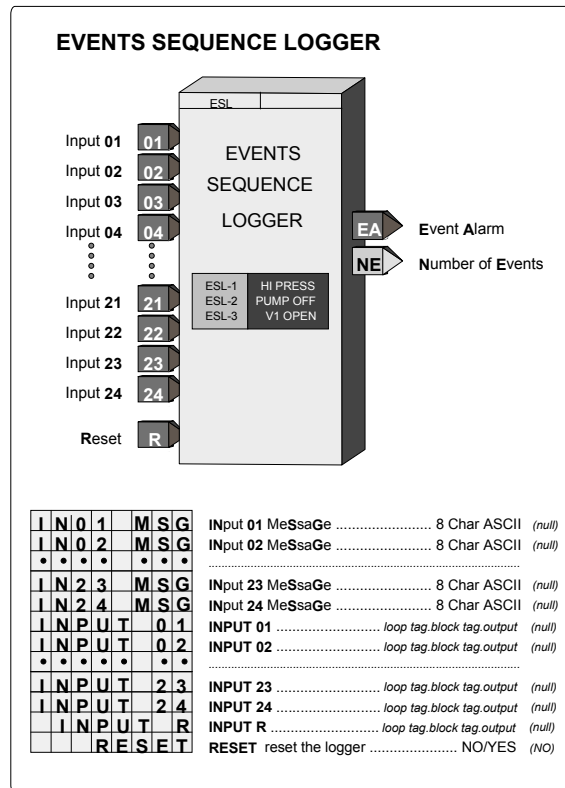 EVENTS SEQUENCE LOGGER
ESL
EVENTS
SEQUENCE
LOGGER
Input 01 01
Input 02 02
Input 03 03
Input 04 04
Input 21 21
Input 22 22
Input 23 23
Input 24 24
Reset R
EA Event Alarm
NE Number of Events
ESL-1 HI PRESS
ESL-2 PUMP OFF
ESL-3 V1 OPEN
IN01 MSG INput 01 MeSsaGe ........................ 8 Char ASCII (null)
IN02 MSG INput 02 MeSsaGe ........................ 8 Char ASCII (null)
• • • • • • • ........................
IN23 MSG INput 23 MeSsaGe ........................ 8 Char ASCII (null)
IN24 MSG INput 24 MeSsaGe ........................ 8 Char ASCII (null)
INPUT 01 INPUT 01 ........................ loop tag.block tag.output (null)
INPUT 02 INPUT 02 ........................ loop tag.block tag.output (null)
• • • • • • • ........................
INPUT 23 INPUT 23 ........................ loop tag.block tag.output (null)
INPUT 24 INPUT 24 ........................ loop tag.block tag.output (null)
INPUT R INPUT R ........................ loop tag.block tag.output (null)
RESET RESET reset the logger .................... NO/YES (NO)